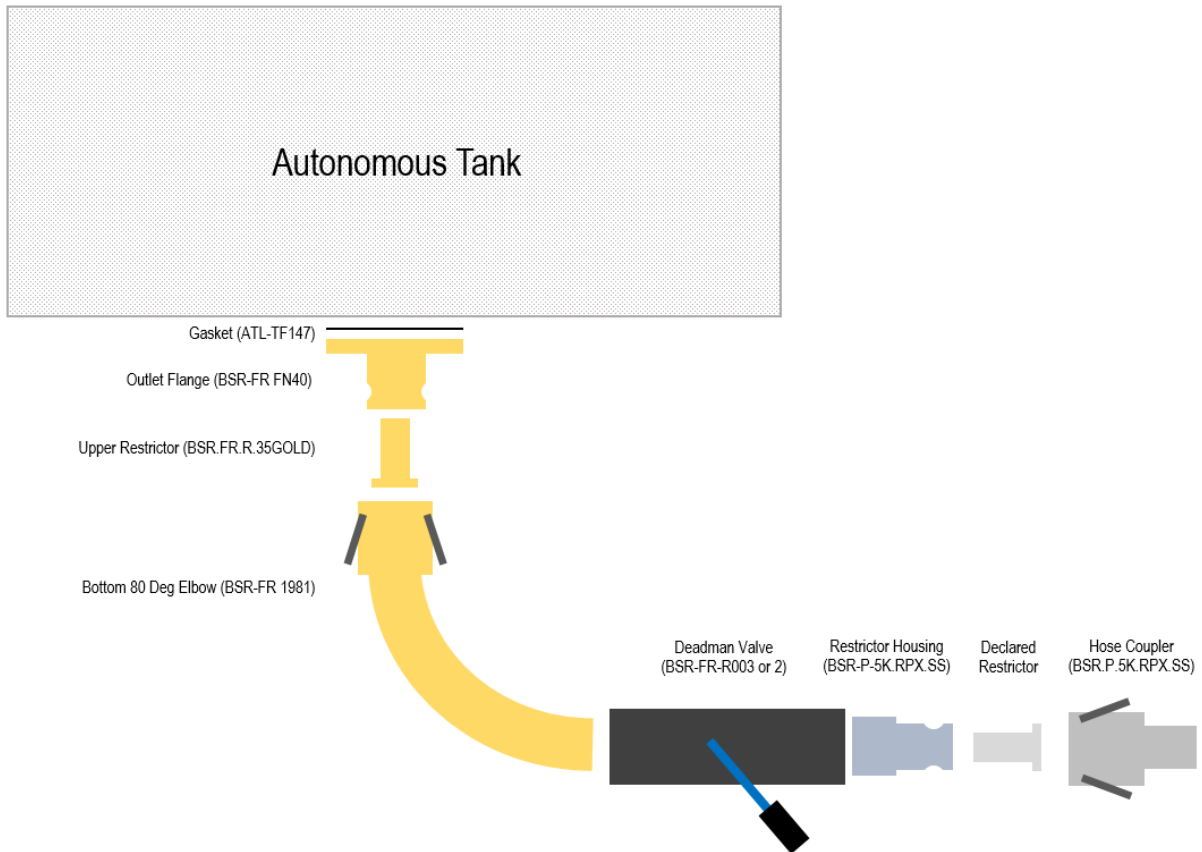 Autonomous Tank
Gasket (ATL-TF147)
Outlet Flange (BSR-FR FN40)
Upper Restrictor (BSR.FR.R.35GOLD)
Bottom 80 Deg Elbow (BSR-FR 1981)
Deadman Valve
(BSR-FR-R003 or 2)
Restrictor Housing
(BSR-P-5K.RPX.SS)
Declared
Restrictor
Hose Coupler
(BSR.P.5K.RPX.SS)